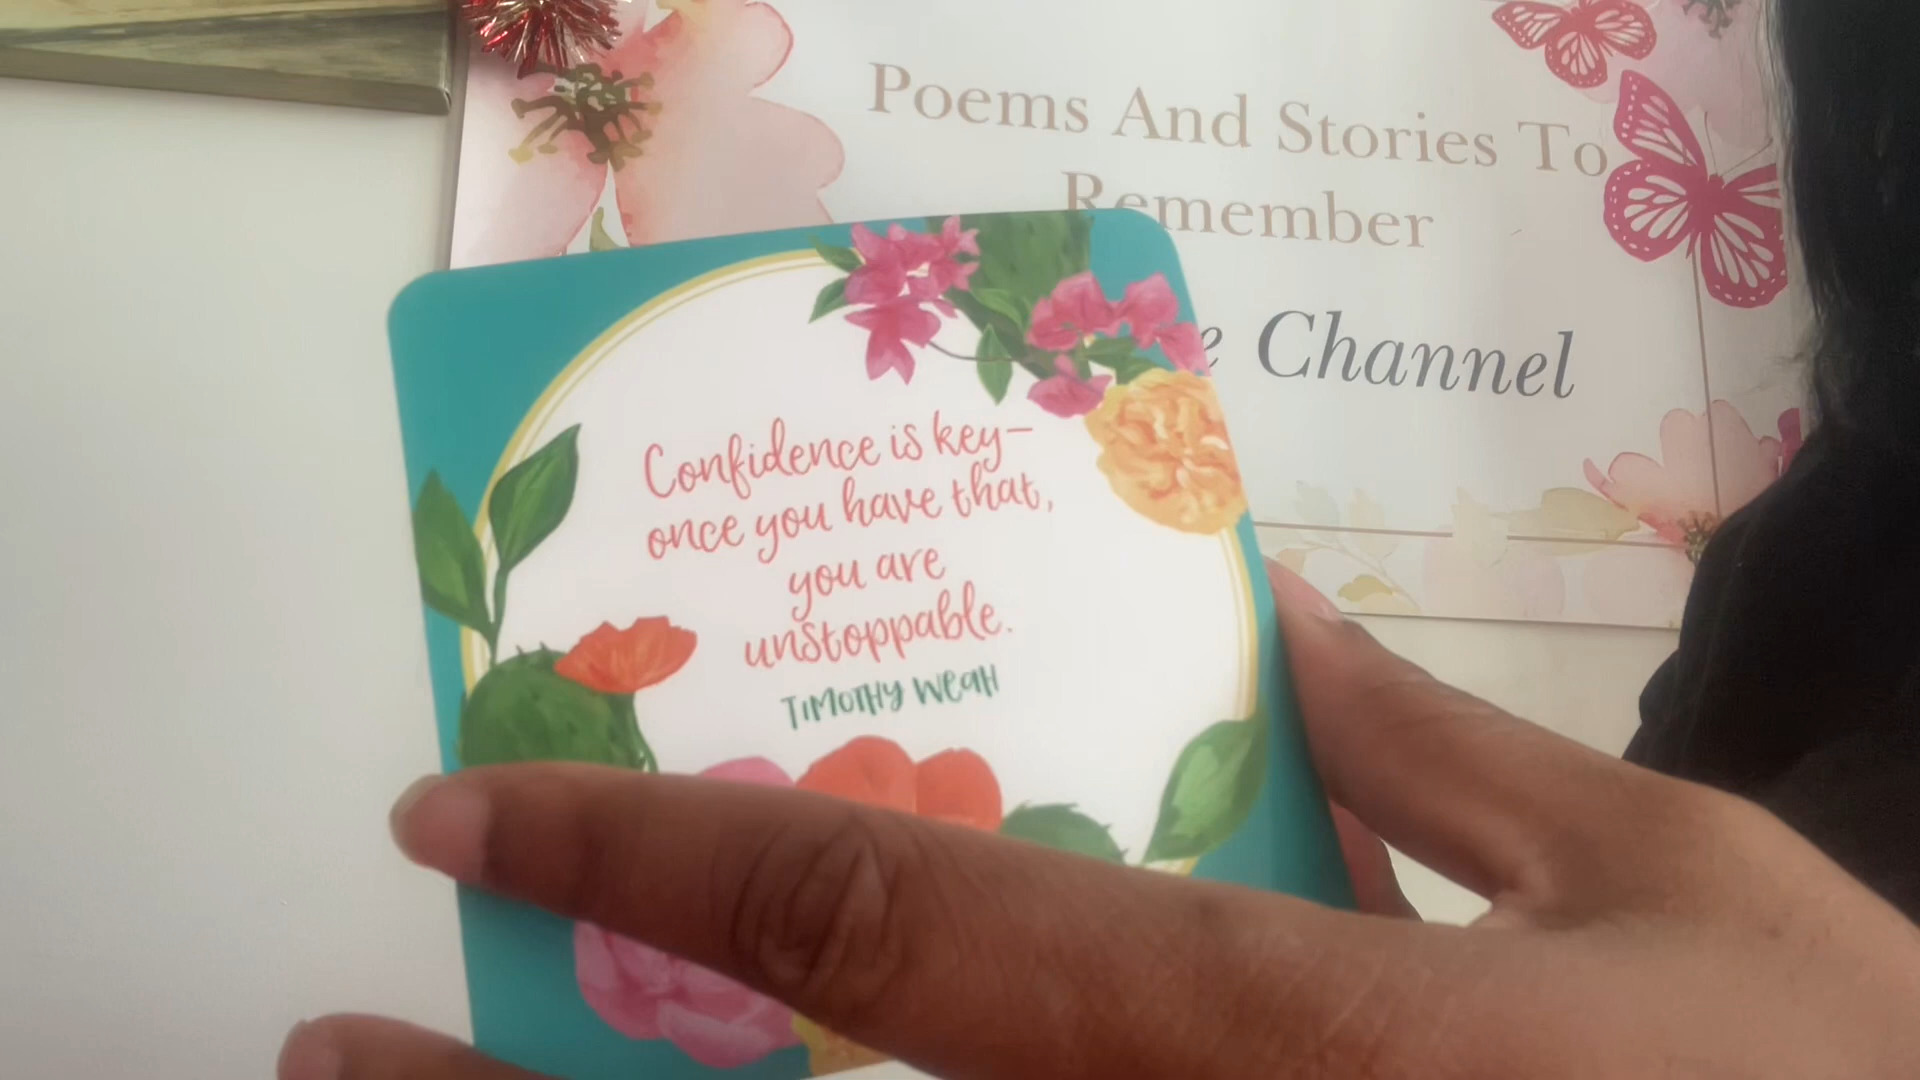 Poems And Stories To
Remember
Channel
Confidence is key—
once you have that,
you are
unstoppable.
TIMOTHY WEAH